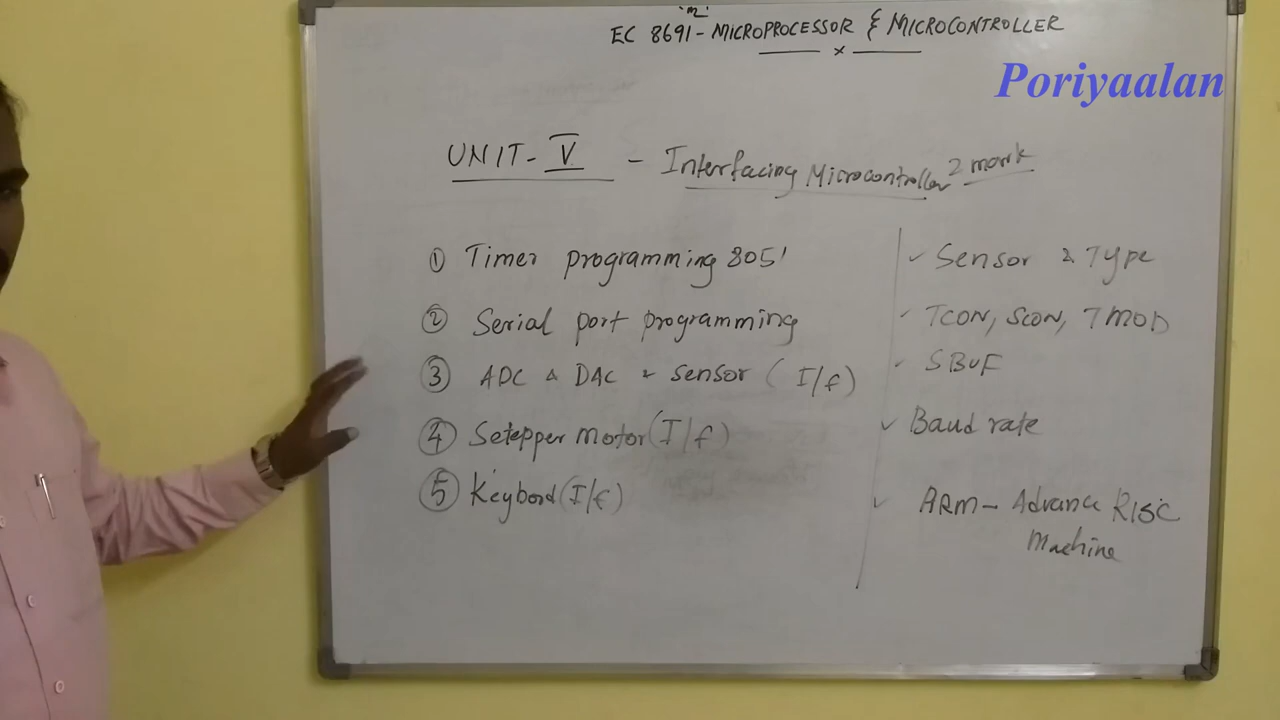 EC 8691 - MICROPROCESSOR & MICROCONTROLLER
Poriyaalan
UNIT - V - Interfacing Microcontroller 2 mark
① Timer programming 8051
② Serial port programming
③ ADC & DAC & sensor (I/f)
④ Setepper motor (I/f)
⑤ Keybord (I/f)
✓ Sensor & Type
✓ TCON, SCON, TMOD
✓ SBUF
✓ Baud rate
✓ ARM - Advance RISC
Machine